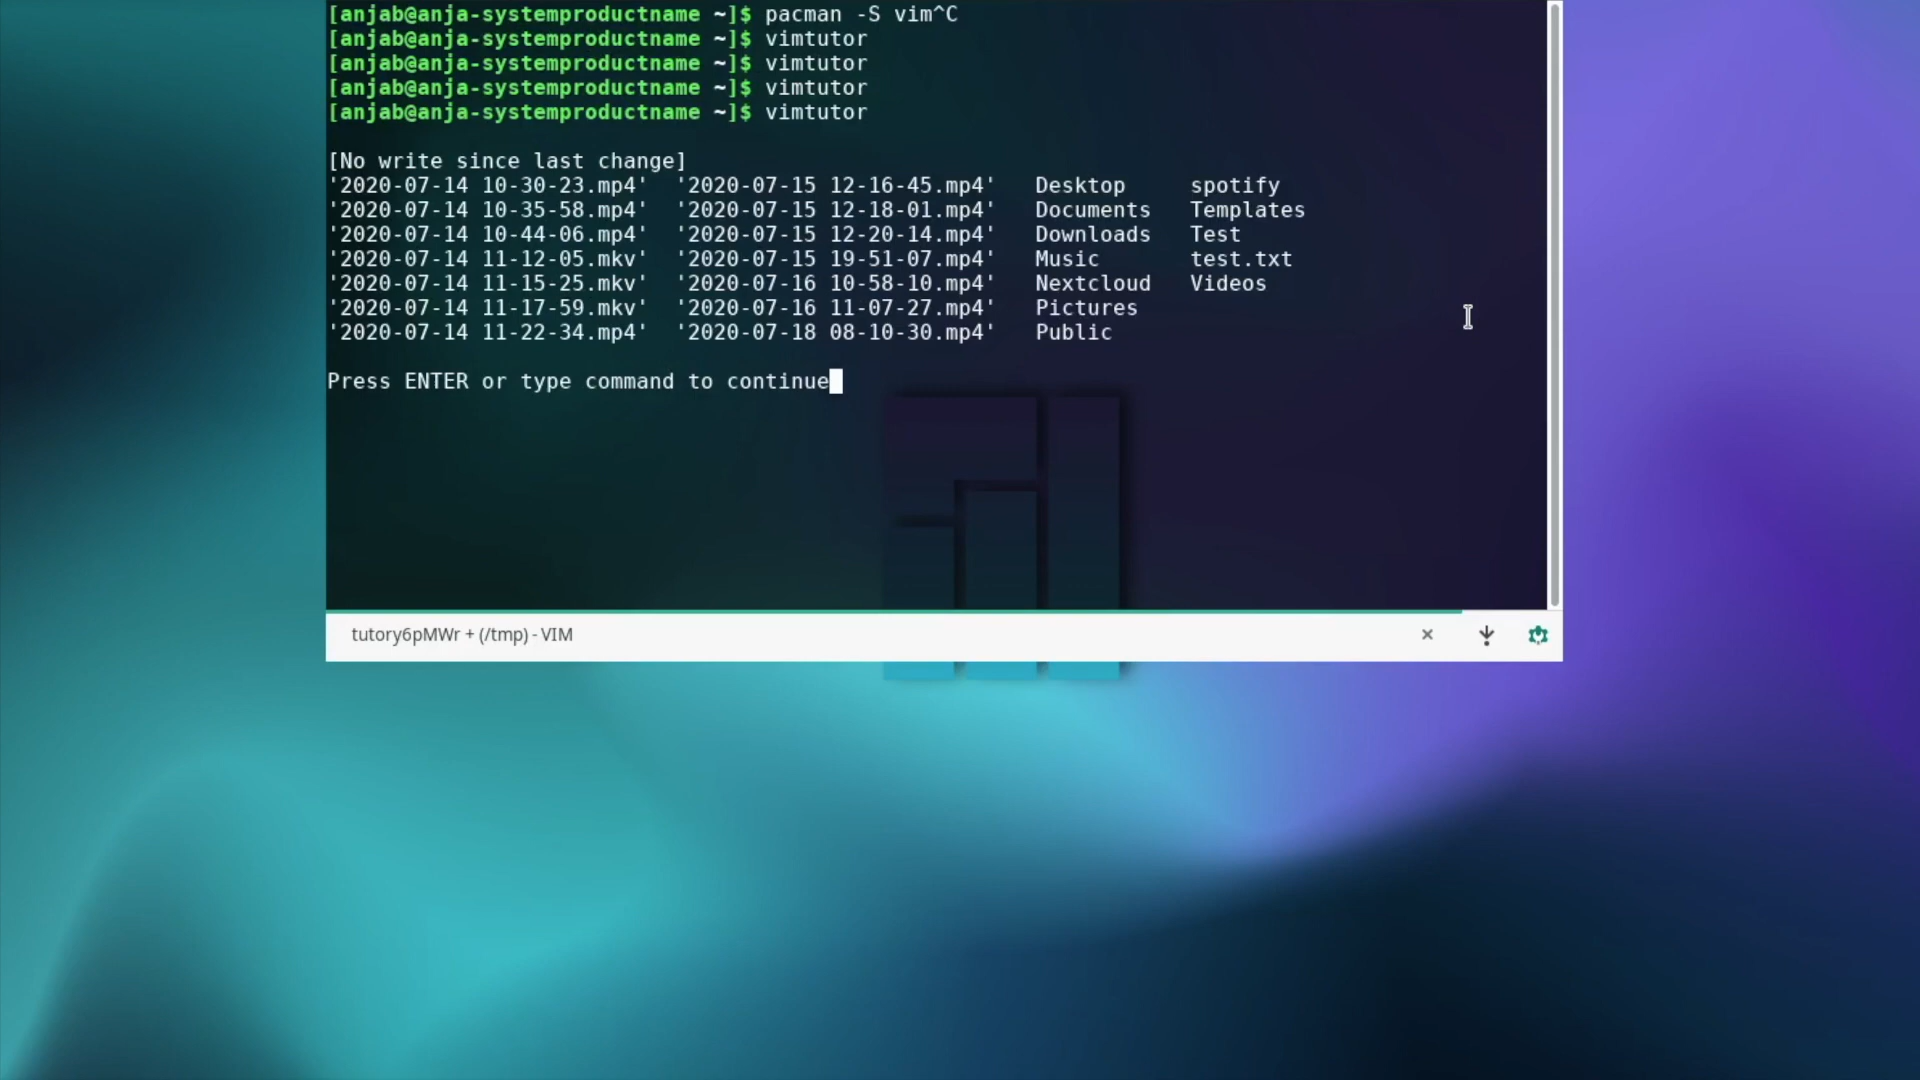 [anjab@anja-systemproductname ~]$ pacman -S vim^C
[anjab@anja-systemproductname ~]$ vimtutor
[anjab@anja-systemproductname ~]$ vimtutor
[anjab@anja-systemproductname ~]$ vimtutor
[anjab@anja-systemproductname ~]$ vimtutor
[No write since last change]
'2020-07-14 10-30-23.mp4'  '2020-07-15 12-16-45.mp4'   Desktop     spotify
'2020-07-14 10-35-58.mp4'  '2020-07-15 12-18-01.mp4'   Documents   Templates
'2020-07-14 10-44-06.mp4'  '2020-07-15 12-20-14.mp4'   Downloads   Test
'2020-07-14 11-12-05.mkv'  '2020-07-15 19-51-07.mp4'   Music       test.txt
'2020-07-14 11-15-25.mkv'  '2020-07-16 10-58-10.mp4'   Nextcloud   Videos
'2020-07-14 11-17-59.mkv'  '2020-07-16 11-07-27.mp4'   Pictures
'2020-07-14 11-22-34.mp4'  '2020-07-18 08-10-30.mp4'   Public
Press ENTER or type command to continue
tutory6pMWr + (/tmp) - VIM